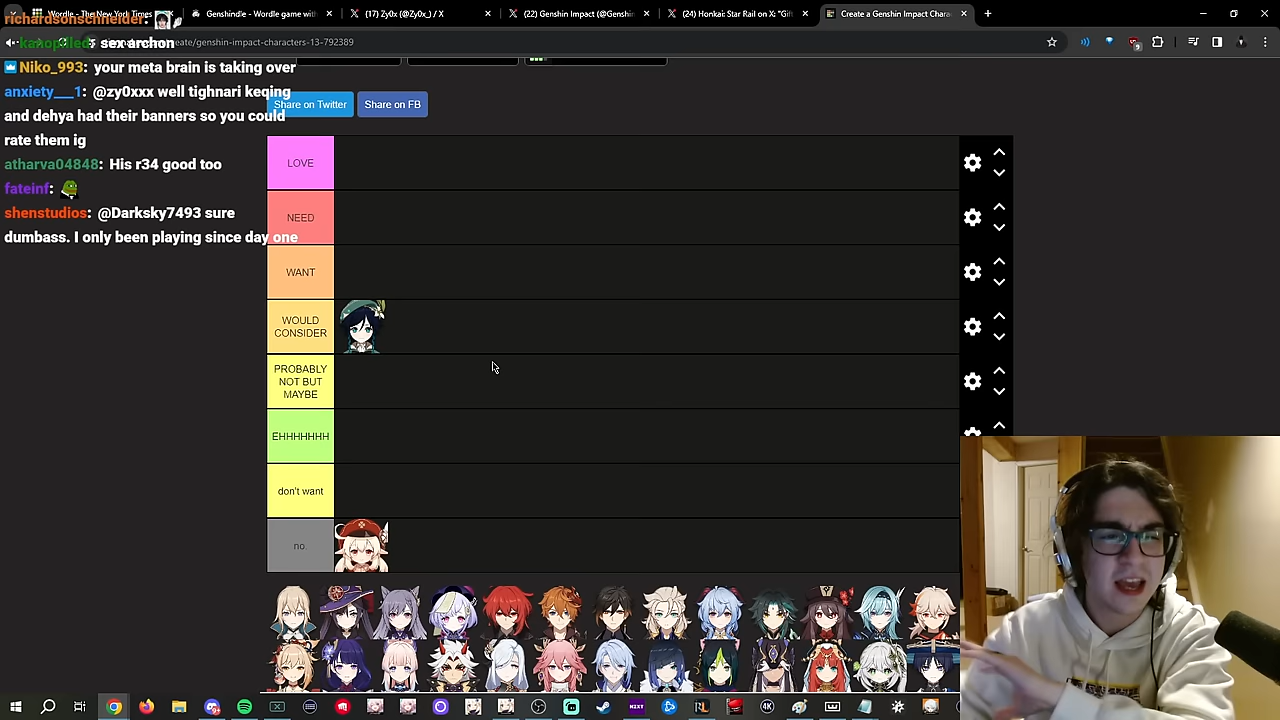 Wordle - The New York Times
Genshindle - Wordle game with
(17) Zy0x (@Zy0x_) / X
(22) Genshin Impact (@Genshin
(24) Honkai: Star Rail on X: "Gift
Create a Genshin Impact Chara
eate/genshin-impact-characters-13-792389
richardsonschneider:
kanopilled: sex archon
Niko_993: your meta brain is taking over
anxiety___1: @zy0xxx well tighnari keqing
and dehya had their banners so you could
rate them ig
atharva04848: His r34 good too
fateinf:
shenstudios: @Darksky7493 sure
dumbass. I only been playing since day one
Share on Twitter
Share on FB
LOVE
NEED
WANT
WOULD
CONSIDER
PROBABLY
NOT BUT
MAYBE
EHHHHHHH
don't want
no.